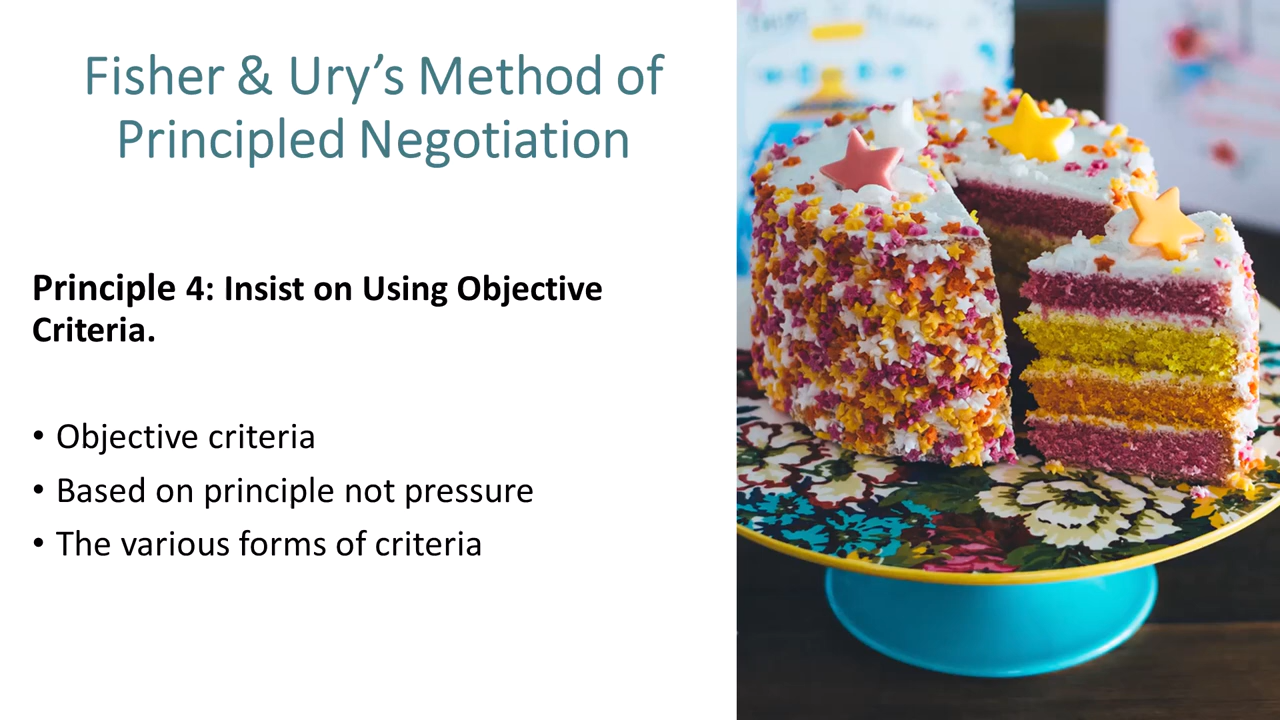 Fisher & Ury’s Method of
Principled Negotiation
Principle 4: Insist on Using Objective
Criteria.
• Objective criteria
• Based on principle not pressure
• The various forms of criteria